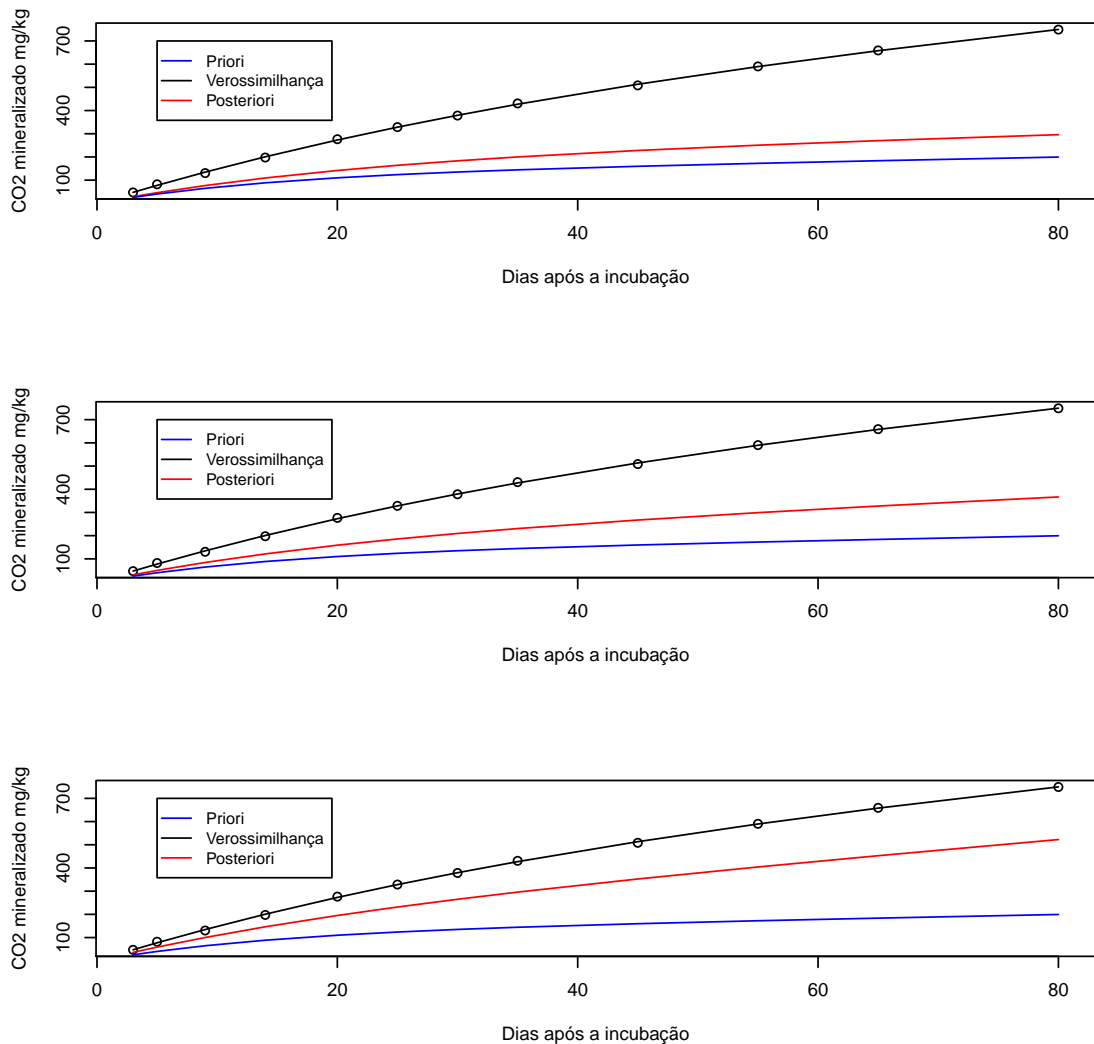 CO2 mineralizado mg/kg
700
400
100
Priori
Verossimilhança
Posteriori
0 20 40 60 80
Dias após a incubação
CO2 mineralizado mg/kg
700
400
100
Priori
Verossimilhança
Posteriori
0 20 40 60 80
Dias após a incubação
CO2 mineralizado mg/kg
700
400
100
Priori
Verossimilhança
Posteriori
0 20 40 60 80
Dias após a incubação